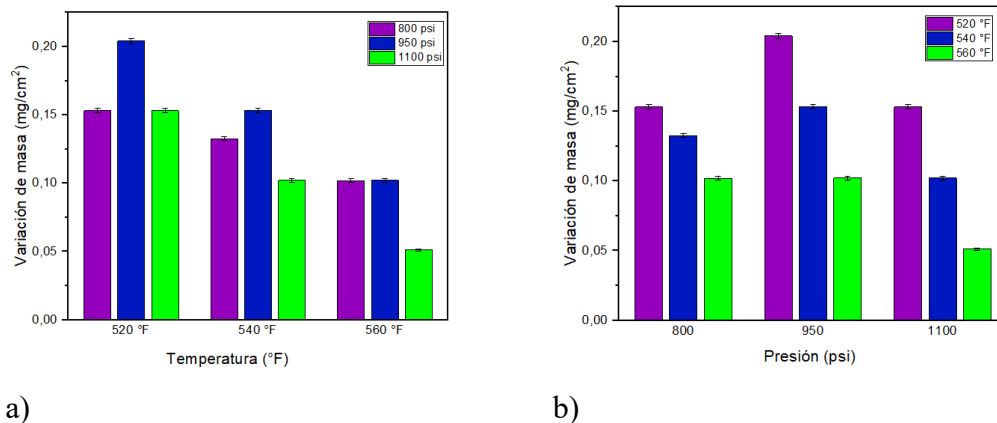 800 psi
950 psi
1100 psi
Variación de masa (mg/cm²)
0,20
0,15
0,10
0,05
0,00
520 °F
540 °F
560 °F
Temperatura (°F)
a)
520 °F
540 °F
560 °F
Variación de masa (mg/cm²)
0,20
0,15
0,10
0,05
0,00
800
950
1100
Presión (psi)
b)